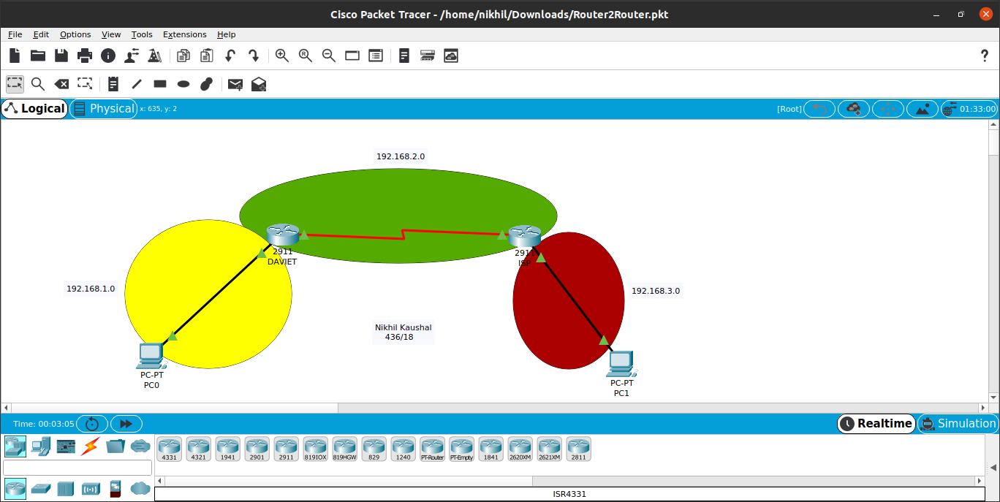 Cisco Packet Tracer - /home/nikhil/Downloads/Router2Router.pkt
File Edit Options View Tools Extensions Help
?
Logical Physical x: 635, y: 2 [Root] 01:33:00
192.168.2.0
2911
DAVIET
2911
ISP
192.168.1.0
192.168.3.0
Nikhil Kaushal
436/18
PC-PT
PC0
PC-PT
PC1
Time: 00:03:05 Realtime Simulation
4331 4321 1941 2901 2911 819IOX 819HGW 829 1240 PT-Router PT-Empty 1841 2620XM 2621XM 2811
ISR4331